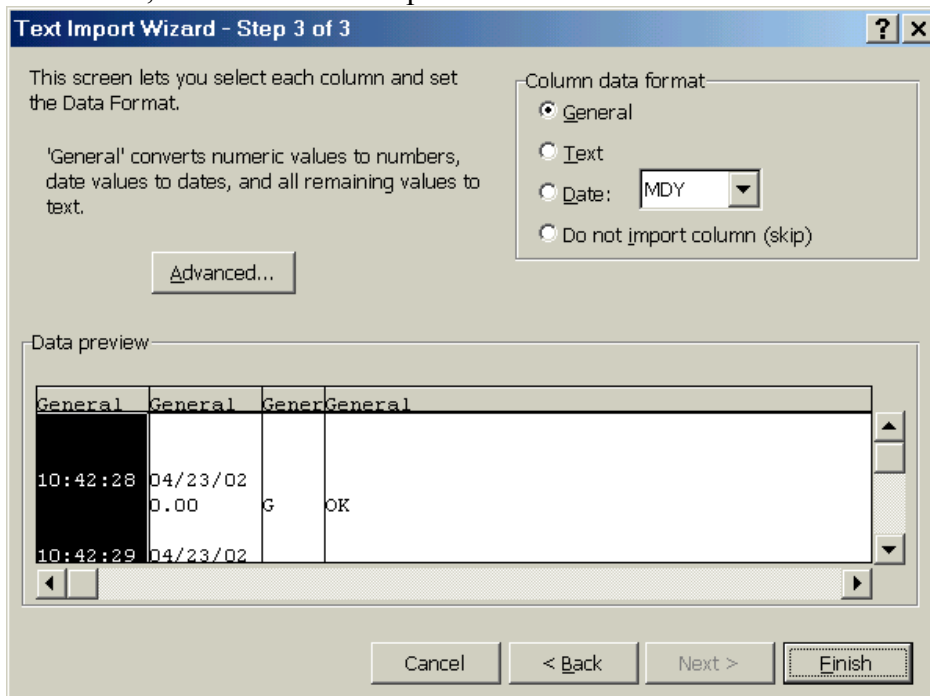 Text Import Wizard - Step 3 of 3
This screen lets you select each column and set
the Data Format.
'General' converts numeric values to numbers,
date values to dates, and all remaining values to
text.
Advanced...
Column data format
General
Text
Date: MDY
Do not import column (skip)
Data preview
General General Gener General
10:42:28 04/23/02
0.00 G OK
10:42:29 04/23/02
Cancel < Back Next > Finish